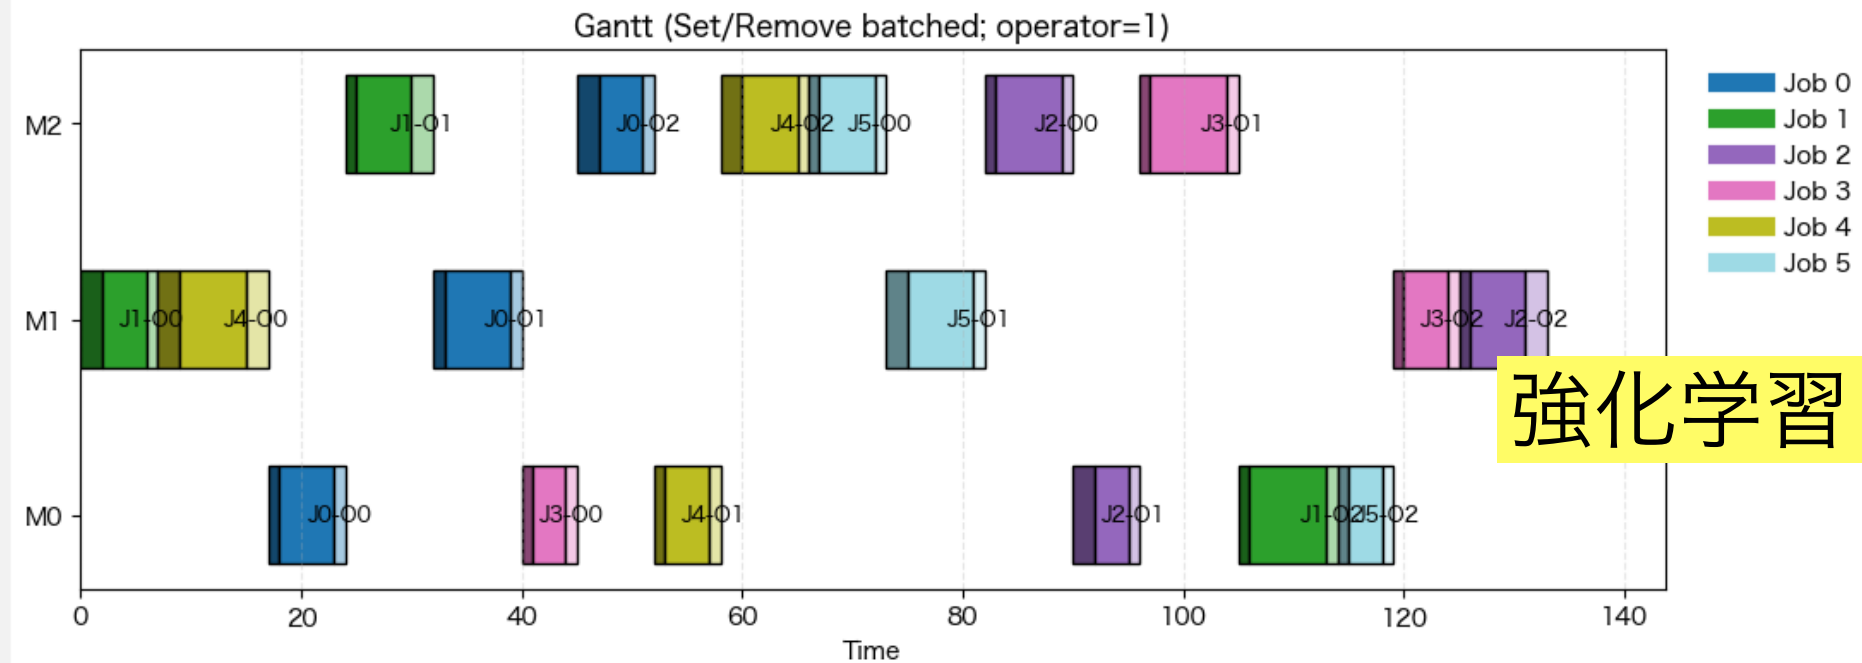 Gantt (Set/Remove batched; operator=1)
M2
J1-O1
J0-O2
J4-O2
J5-O0
J2-O0
J3-O1
M1
J1-O0
J4-O0
J0-O1
J5-O1
J3-O2
J2-O2
M0
J0-O0
J3-O0
J4-O1
J2-O1
J1-O2
J5-O2
0 20 40 60 80 100 120 140
Time
Job 0
Job 1
Job 2
Job 3
Job 4
Job 5
強化学習